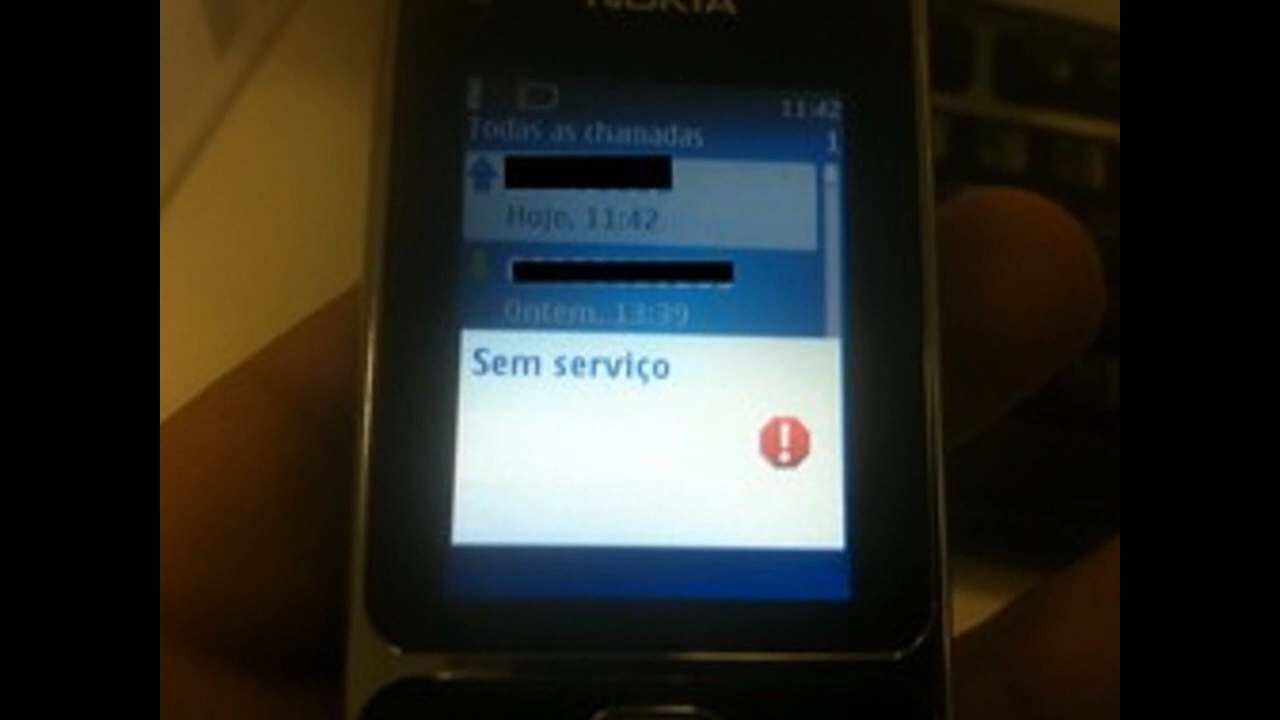 NOKIA
11:42
Todas as chamadas
1
Hoje, 11:42
Ontem, 13:39
Sem serviço